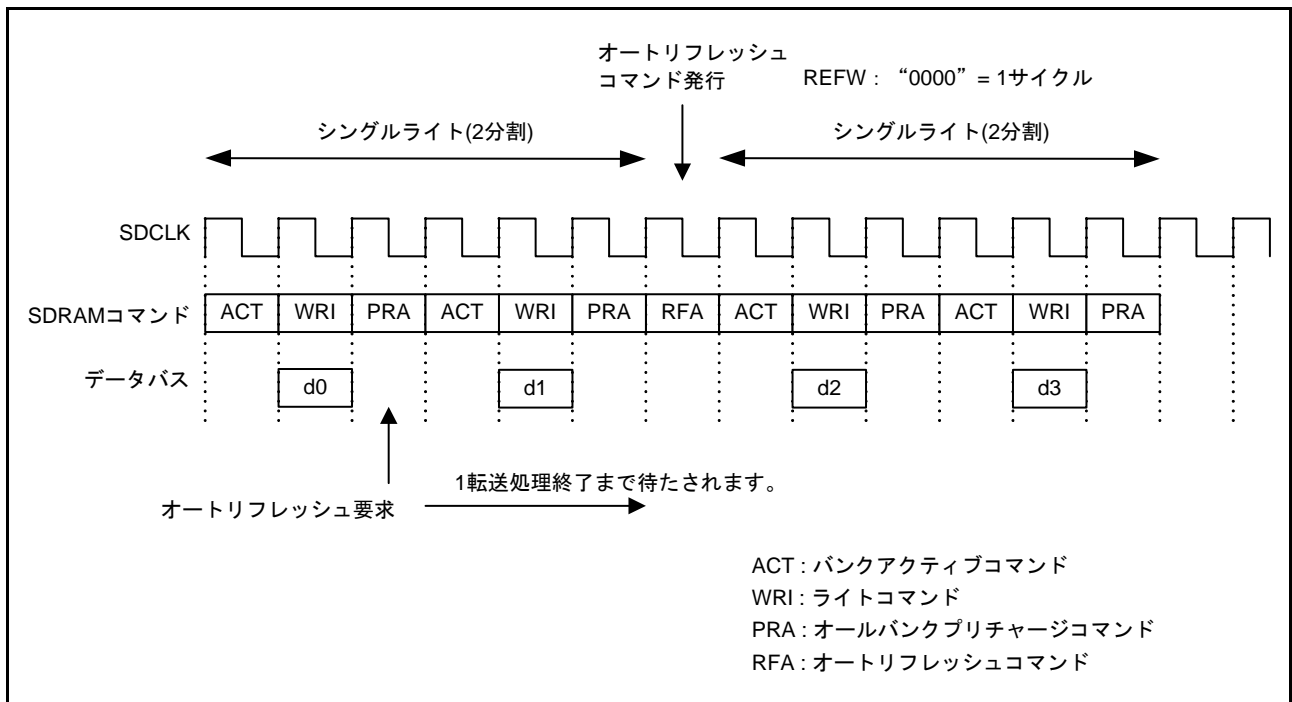 オートリフレッシュ
コマンド発行
REFW : “0000” = 1サイクル
シングルライト(2分割)
シングルライト(2分割)
SDCLK
SDRAMコマンド ACT WRI PRA ACT WRI PRA RFA ACT WRI PRA ACT WRI PRA
データバス d0 d1 d2 d3
1転送処理終了まで待たされます。
オートリフレッシュ要求
ACT : バンクアクティブコマンド
WRI : ライトコマンド
PRA : オールバンクプリチャージコマンド
RFA : オートリフレッシュコマンド